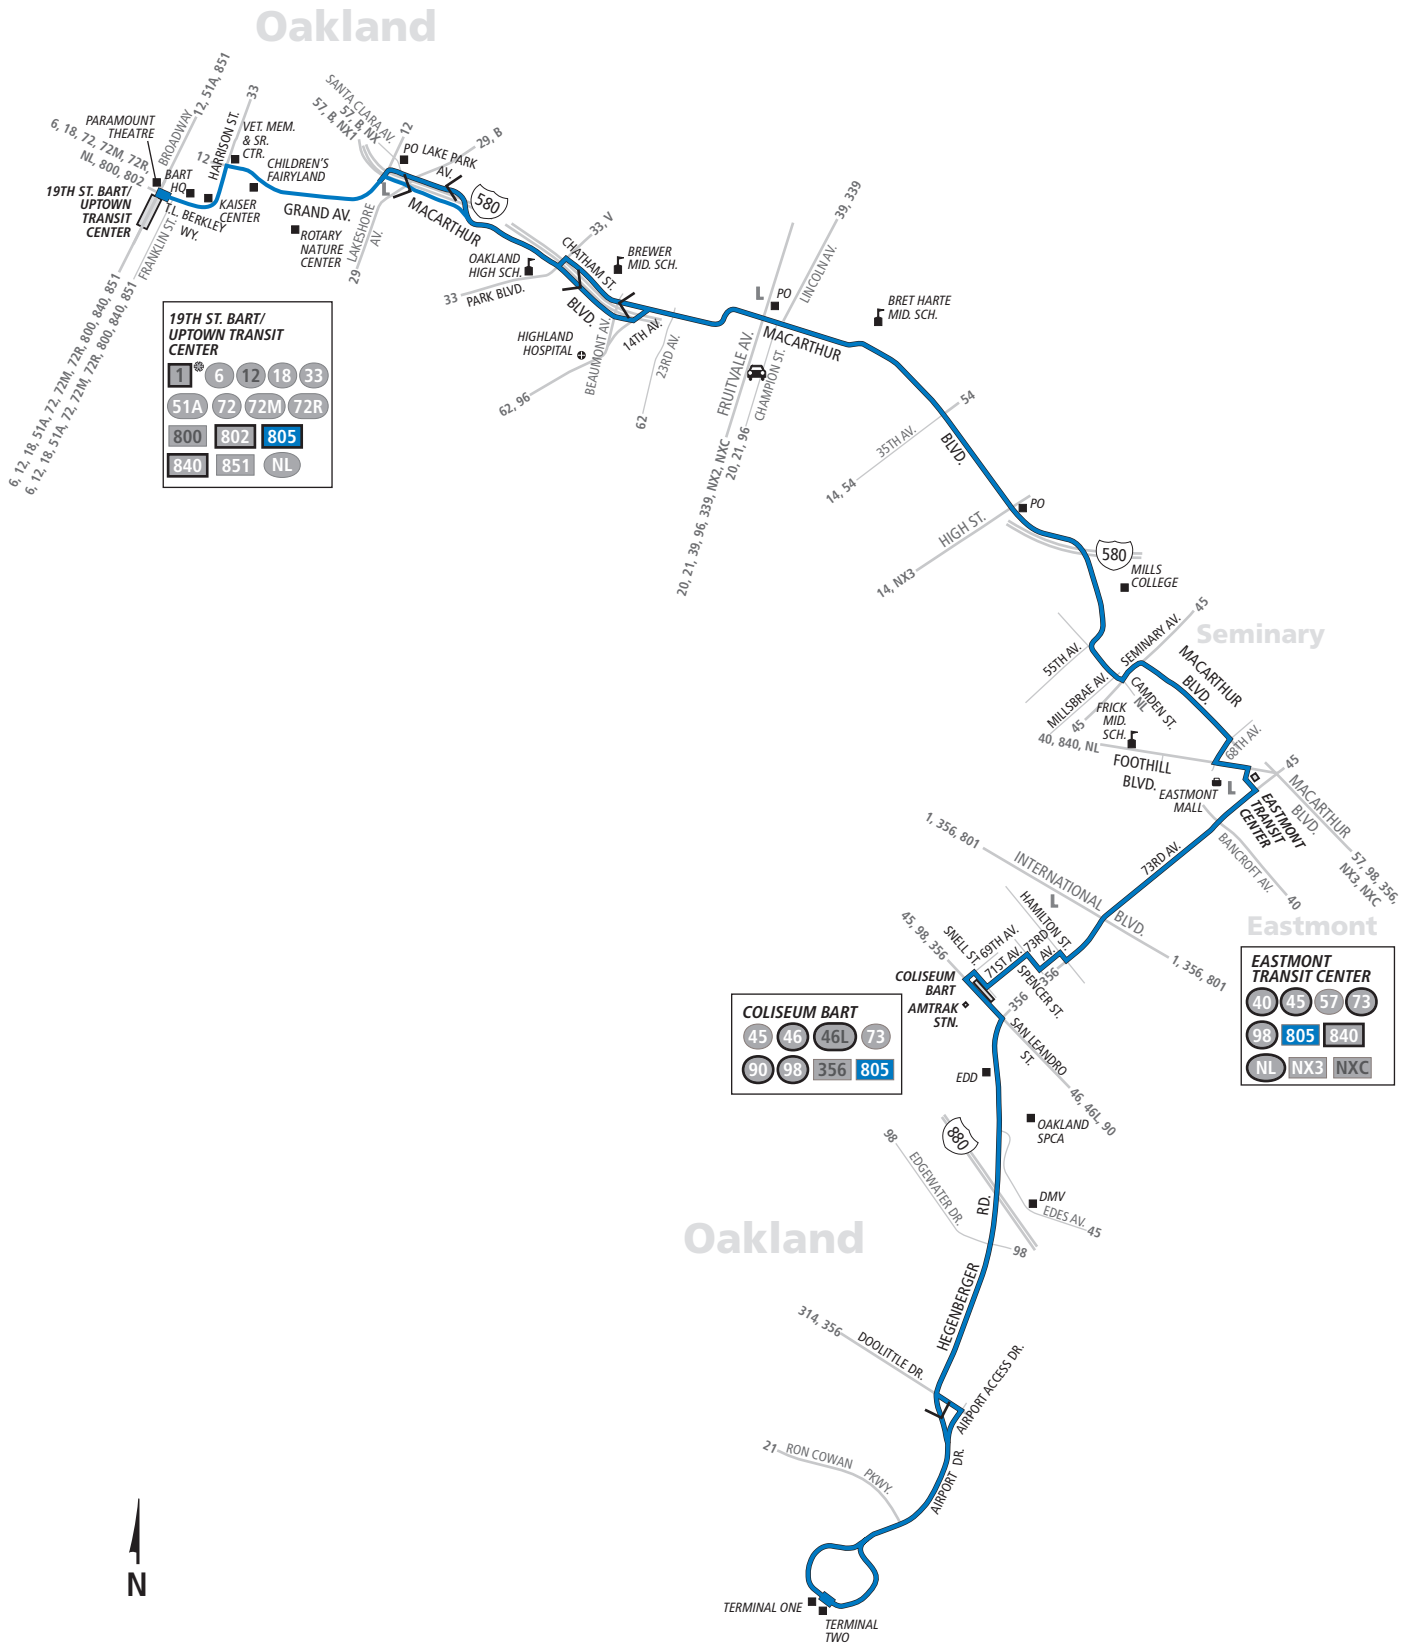 Oakland
PARAMOUNT
THEATRE
6, 18, 72, 72M, 72R,
NL, 800, 802
BROADWAY
12, 51A, 851
HARRISON ST.
33
12
VET. MEM.
& SR.
CTR.
CHILDREN'S
FAIRYLAND
BART
HQ
19TH ST. BART/
UPTOWN
TRANSIT
CENTER
T.L. BERKLEY
WY.
FRANKLIN ST.
KAISER
CENTER
GRAND AV.
ROTARY
NATURE
CENTER
6, 12, 18, 51A, 72, 72M, 72R, 800, 840, 851
6, 12, 18, 51A, 72, 72M, 72R, 800, 840, 851
SANTA CLARA AV.
57, B, NX
57, B, NX1
12
PO
LAKE PARK
AV.
29, B
580
L
MACARTHUR
LAKESHORE
AV.
29
OAKLAND
HIGH SCH.
33
PARK BLVD.
CHATHAM ST.
33, V
BREWER
MID. SCH.
BLVD.
HIGHLAND
HOSPITAL
BEAUMONT AV.
14TH AV.
23RD AV.
62, 96
62
L
PO
LINCOLN AV.
39, 339
MACARTHUR
FRUITVALE AV.
CHAMPION ST.
20, 21, 39, 96, 339, NX2, NXC
20, 21, 96
BRET HARTE
MID. SCH.
54
35TH AV.
14, 54
BLVD.
PO
HIGH ST.
14, NX3
580
MILLS
COLLEGE
19TH ST. BART/
UPTOWN TRANSIT
CENTER
1 6 12 18 33
51A 72 72M 72R
800 802 805
840 851 NL
Seminary
45
SEMINARY AV.
55TH AV.
MILLSBRAE AV.
45
CAMDEN ST.
NL
MACARTHUR
BLVD.
FRICK
MID.
SCH.
40, 840, NL
FOOTHILL
BLVD.
68TH AV.
EASTMONT
MALL
L
45
EASTMONT
TRANSIT
CENTER
MACARTHUR
BLVD.
57, 98, 356,
NX3, NXC
BANCROFT AV.
40
73RD AV.
1, 356, 801
INTERNATIONAL
BLVD.
1, 356, 801
L
Eastmont
EASTMONT
TRANSIT CENTER
40 45 57 73
98 805 840
NL NX3 NXC
45, 98, 356
SNELL ST.
69TH AV.
71ST AV.
73RD
AV.
HAMILTON ST.
SPENCER ST.
356
356
COLISEUM
BART
AMTRAK
STN.
SAN LEANDRO
ST.
46, 46L, 90
COLISEUM BART
45 46 46L 73
90 98 356 805
EDD
OAKLAND
SPCA
880
98
EDGEWATER DR.
98
DMV
EDES AV.
45
RD.
Oakland
HEGENBERGER
314, 356
DOOLITTLE DR.
AIRPORT ACCESS DR.
21
RON COWAN
PKWY.
AIRPORT DR.
TERMINAL ONE
TERMINAL
TWO
N